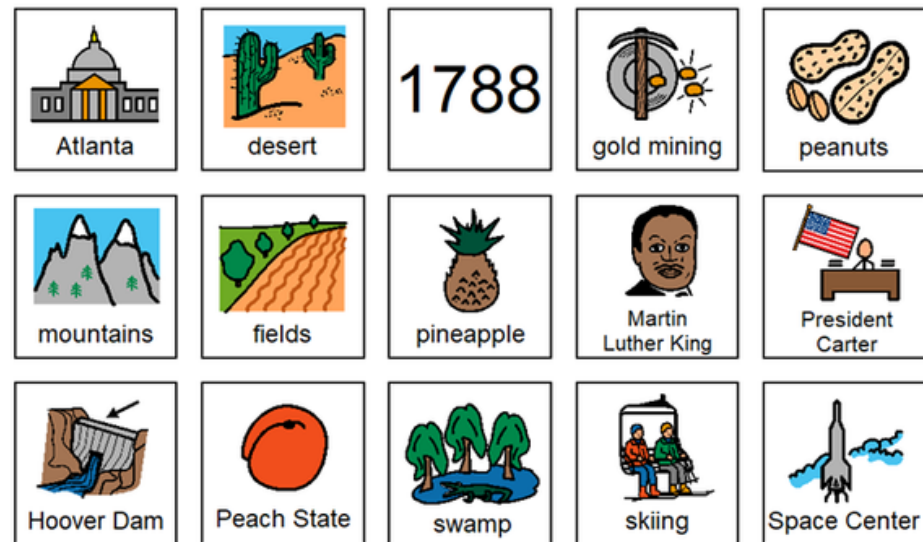 Atlanta
desert
1788
gold mining
peanuts
mountains
fields
pineapple
Martin
Luther King
President
Carter
Hoover Dam
Peach State
swamp
skiing
Space Center